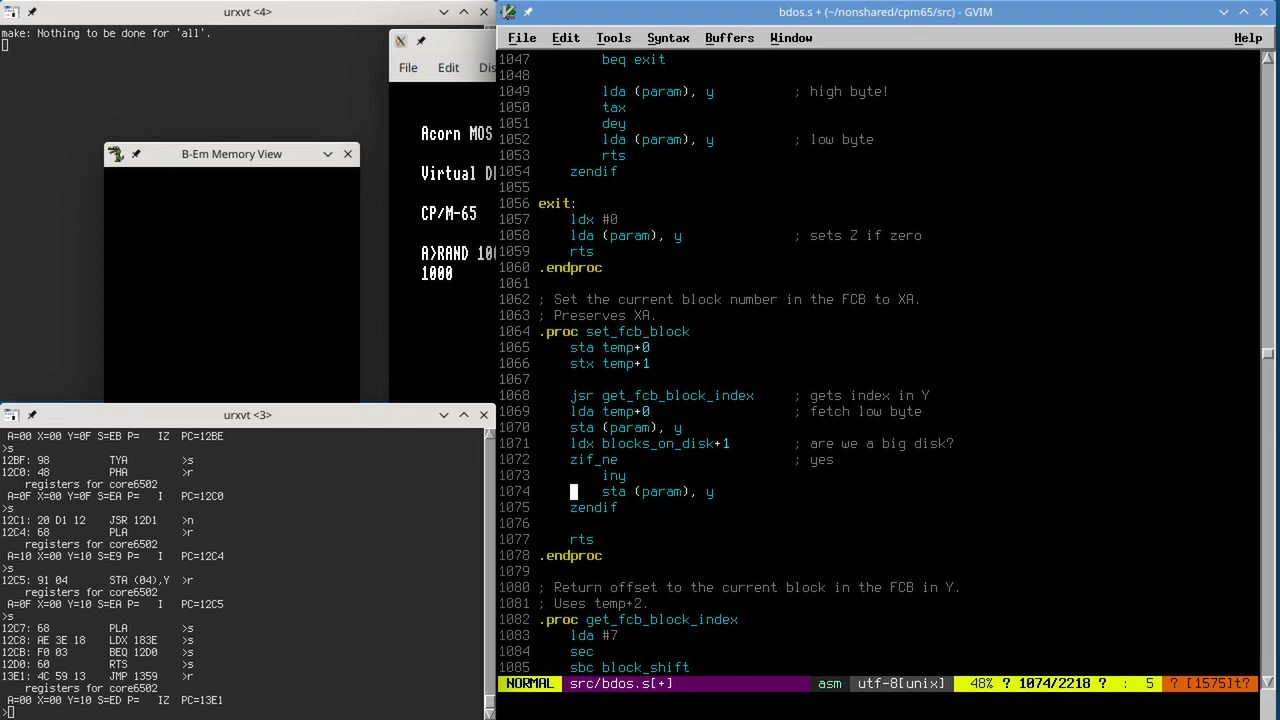 urxvt <4>
make: Nothing to be done for 'all'.
B-Em Memory View
File Edit Dis
Acorn MOS
Virtual D
CP/M-65
A>RAND 100
1000
urxvt <3>
A=00 X=00 Y=0F S=EB P=   IZ  PC=12BE
>s
12BF: 98       TYA          >s
12C0: 48       PHA          >r
    registers for core6502
 A=0F X=00 Y=0F S=EA P=   I   PC=12C0
>s
12C1: 20 D1 12  JSR 12D1     >n
12C4: 68       PLA          >r
    registers for core6502
 A=10 X=00 Y=10 S=E9 P=   I   PC=12C4
>s
12C5: 91 04    STA (04),Y   >r
    registers for core6502
 A=0F X=00 Y=10 S=EA P=   I   PC=12C5
>s
12C7: 68       PLA          >s
12C8: AE 3E 18  LDX 183E     >s
12CB: F0 03    BEQ 12D0     >s
12D0: 60       RTS          >s
13E1: 4C 59 13  JMP 1359     >r
    registers for core6502
 A=00 X=00 Y=10 S=ED P=   IZ  PC=13E1
>
bdos.s + (~/nonshared/cpm65/src) - GVIM
File Edit Tools Syntax Buffers Window Help
1047         beq exit
1048
1049         lda (param), y          ; high byte!
1050         tax
1051         dey
1052         lda (param), y          ; low byte
1053         rts
1054     zendif
1055
1056 exit:
1057     ldx #0
1058     lda (param), y              ; sets Z if zero
1059     rts
1060 .endproc
1061
1062 ; Set the current block number in the FCB to XA.
1063 ; Preserves XA.
1064 .proc set_fcb_block
1065     sta temp+0
1066     stx temp+1
1067
1068     jsr get_fcb_block_index     ; gets index in Y
1069     lda temp+0                  ; fetch low byte
1070     sta (param), y
1071     ldx blocks_on_disk+1        ; are we a big disk?
1072     zif_ne                      ; yes
1073         iny
1074         sta (param), y
1075     zendif
1076
1077     rts
1078 .endproc
1079
1080 ; Return offset to the current block in the FCB in Y.
1081 ; Uses temp+2.
1082 .proc get_fcb_block_index
1083     lda #7
1084     sec
1085     sbc block_shift
NORMAL src/bdos.s[+] asm utf-8[unix] 48% ? 1074/2218 ? : 5 ? [1575]t?